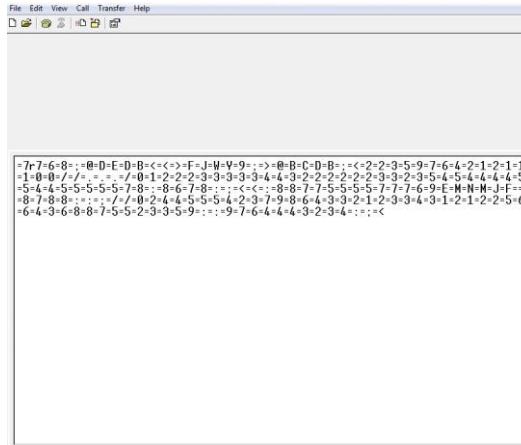 File Edit View Call Transfer Help
=7r7=6=8=:=@=D=E=D=B=<=<=>=F=J=W=Y=9=:=>=@=B=C=D=B=:=<=2=2=3=5=9=7=6=4=2=1=2=1=1
=1=0=0=/=/=.=.=.=.=/=0=1=2=2=2=3=3=3=3=3=4=4=3=2=2=2=2=2=2=3=3=2=3=5=4=5=4=4=4=4=5
=5=4=4=5=5=5=5=5=7=8=:=8=6=7=8=:=:=<=<=:=8=8=7=7=5=5=5=5=7=7=7=6=9=E=M=N=M=J=F=
=8=7=8=8=:=:=:=;=/=/=0=2=4=4=5=5=5=4=2=3=7=9=8=6=4=3=3=2=1=2=3=3=4=3=1=2=1=2=2=5=6
=6=4=3=6=8=8=7=5=5=2=3=3=5=9=:=:=9=7=6=4=4=4=3=2=3=4=:=;=<